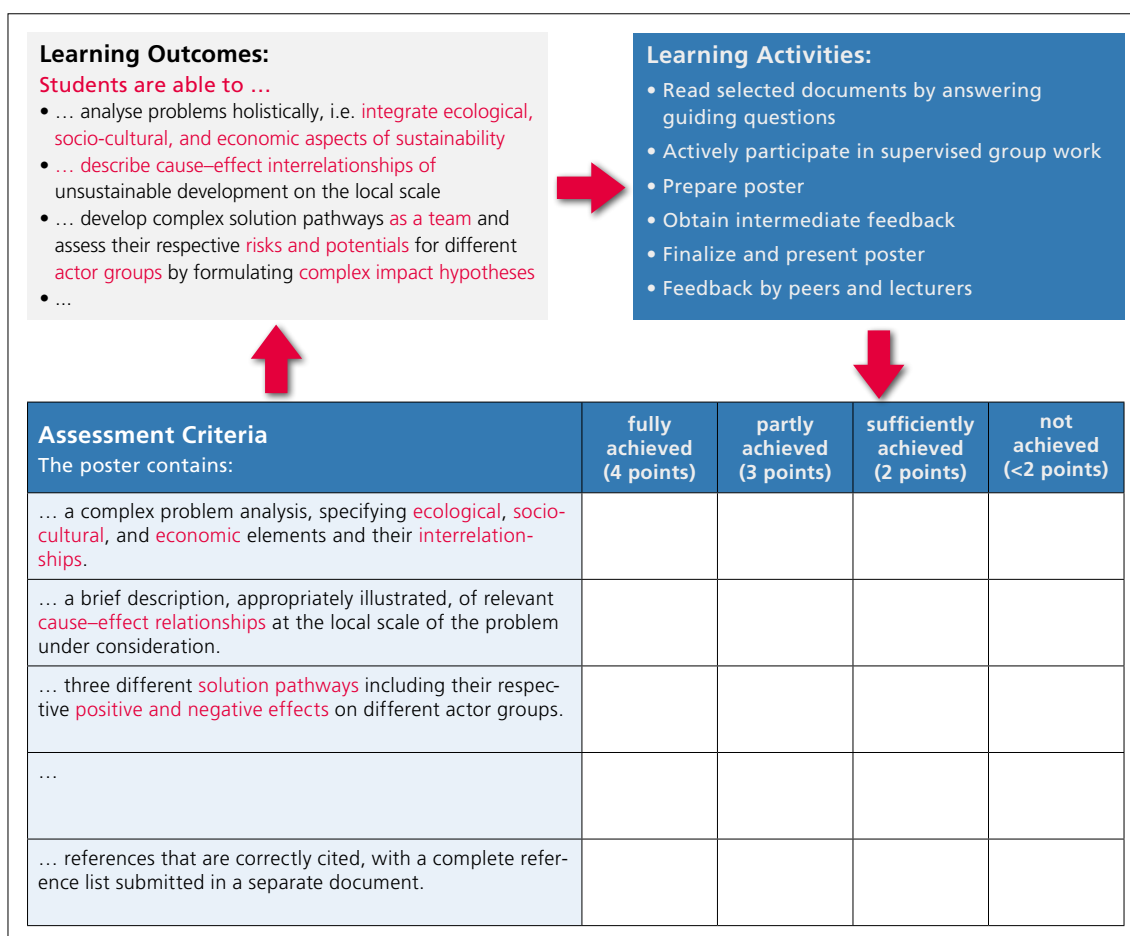 Learning Outcomes:
Students are able to …
• … analyse problems holistically, i.e. integrate ecological,
socio-cultural, and economic aspects of sustainability
• … describe cause–effect interrelationships of
unsustainable development on the local scale
• … develop complex solution pathways as a team and
assess their respective risks and potentials for different
actor groups by formulating complex impact hypotheses
• …
Learning Activities:
• Read selected documents by answering
guiding questions
• Actively participate in supervised group work
• Prepare poster
• Obtain intermediate feedback
• Finalize and present poster
• Feedback by peers and lecturers
Assessment Criteria
The poster contains:
fully
achieved
(4 points)
partly
achieved
(3 points)
sufficiently
achieved
(2 points)
not
achieved
(<2 points)
… a complex problem analysis, specifying ecological, socio-
cultural, and economic elements and their interrelation-
ships.
… a brief description, appropriately illustrated, of relevant
cause–effect relationships at the local scale of the problem
under consideration.
… three different solution pathways including their respec-
tive positive and negative effects on different actor groups.
…
… references that are correctly cited, with a complete refer-
ence list submitted in a separate document.